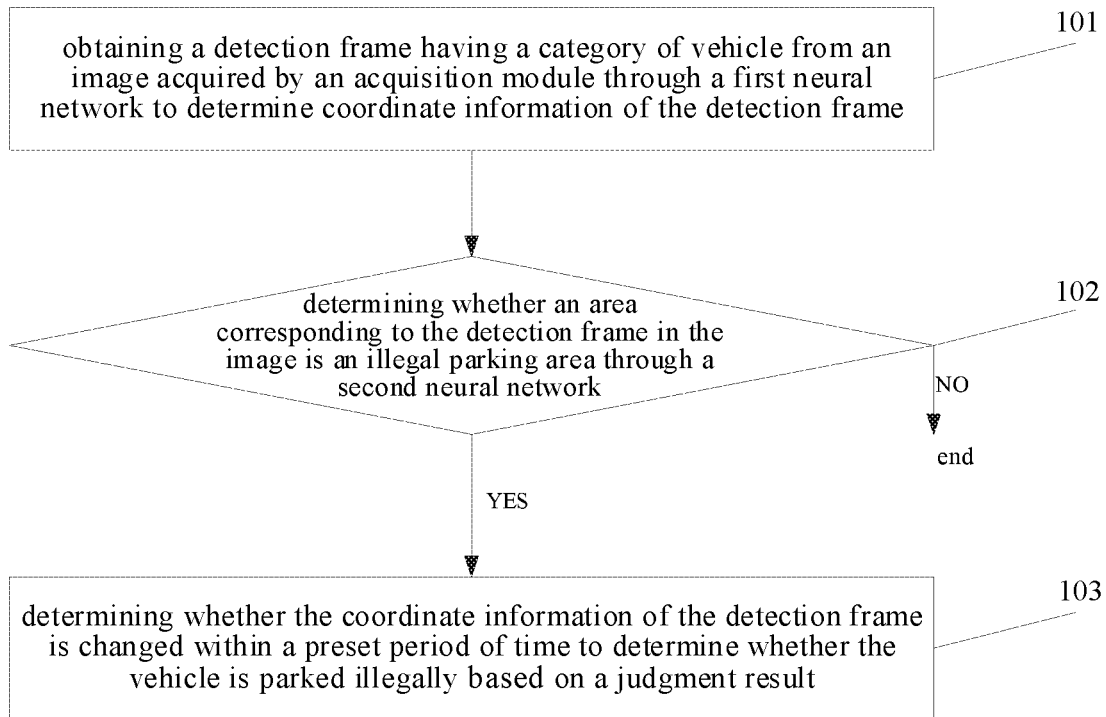 101
obtaining a detection frame having a category of vehicle from an
image acquired by an acquisition module through a first neural
network to determine coordinate information of the detection frame
102
determining whether an area
corresponding to the detection frame in the
image is an illegal parking area through a
second neural network
NO
end
YES
103
determining whether the coordinate information of the detection frame
is changed within a preset period of time to determine whether the
vehicle is parked illegally based on a judgment result